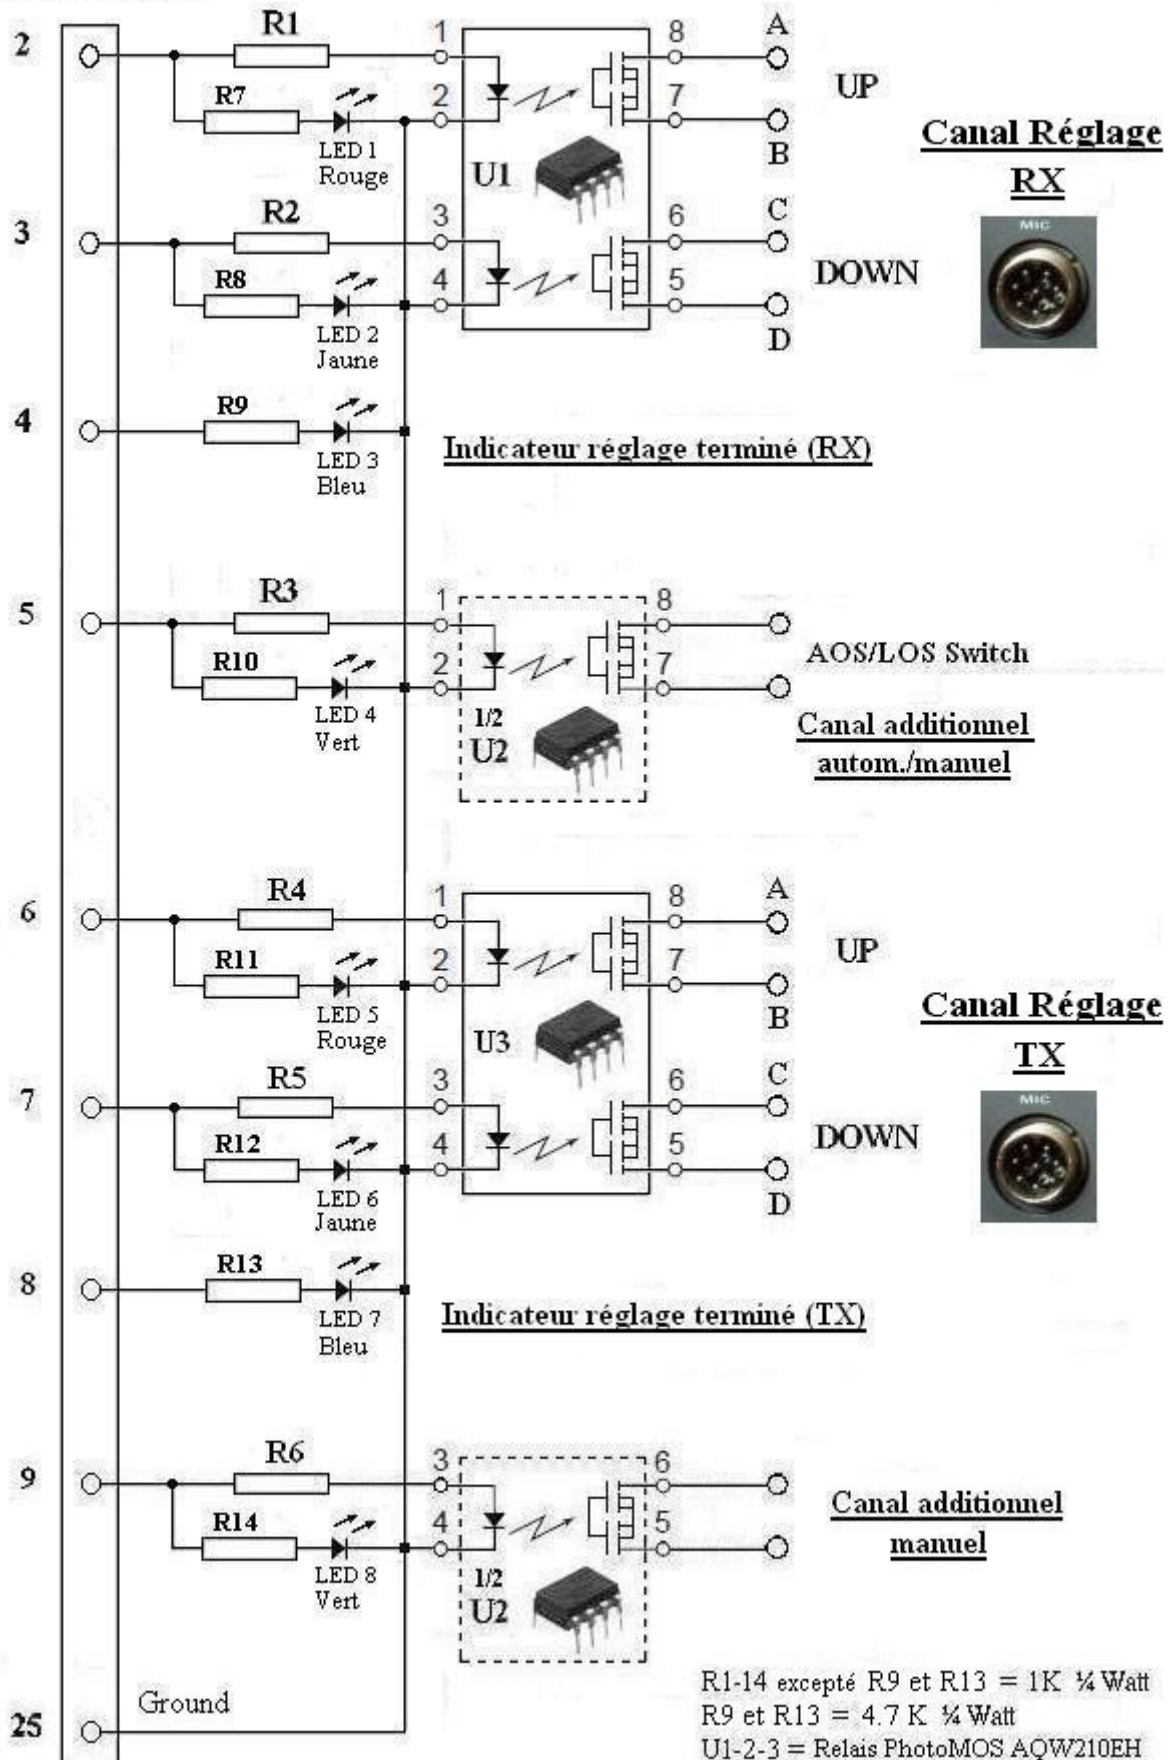 2
R1
1
8
A
R7
2
7
UP
B
LED 1
Rouge
U1
Canal Réglage
RX
MIC
3
R2
3
6
C
R8
4
5
DOWN
D
LED 2
Jaune
4
R9
LED 3
Bleu
Indicateur réglage terminé (RX)
5
R3
1
8
R10
2
7
AOS/LOS Switch
LED 4
Vert
1/2
U2
Canal additionnel
autom./manuel
6
R4
1
8
A
R11
2
7
UP
B
LED 5
Rouge
U3
Canal Réglage
TX
MIC
7
R5
3
6
C
R12
4
5
DOWN
D
LED 6
Jaune
8
R13
LED 7
Bleu
Indicateur réglage terminé (TX)
9
R6
3
6
R14
4
5
LED 8
Vert
1/2
U2
Canal additionnel
manuel
Ground
25
R1-14 excepté R9 et R13 = 1K ¼ Watt
R9 et R13 = 4.7 K ¼ Watt
U1-2-3 = Relais PhotoMOS AQW210EH